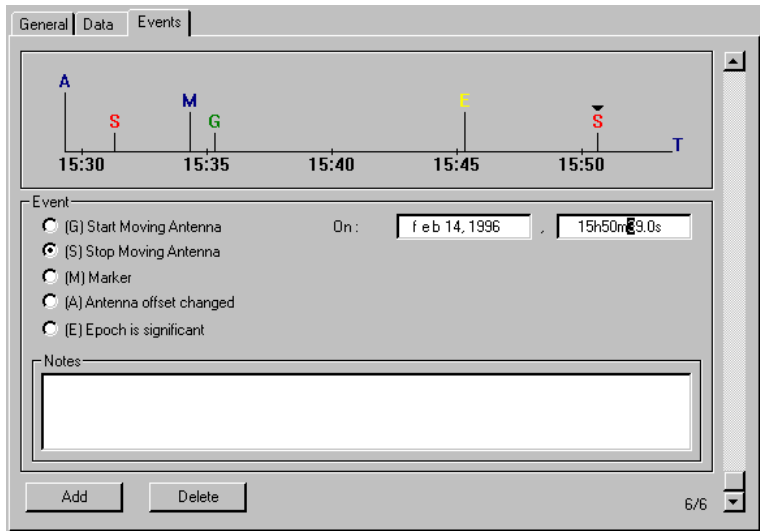 General Data Events
A
M E
S G S
T
15:30 15:35 15:40 15:45 15:50
Event
(G) Start Moving Antenna On : f e b 14, 1996 , 15h50m39.0s
(S) Stop Moving Antenna
(M) Marker
(A) Antenna offset changed
(E) Epoch is significant
Notes
Add Delete
6/6